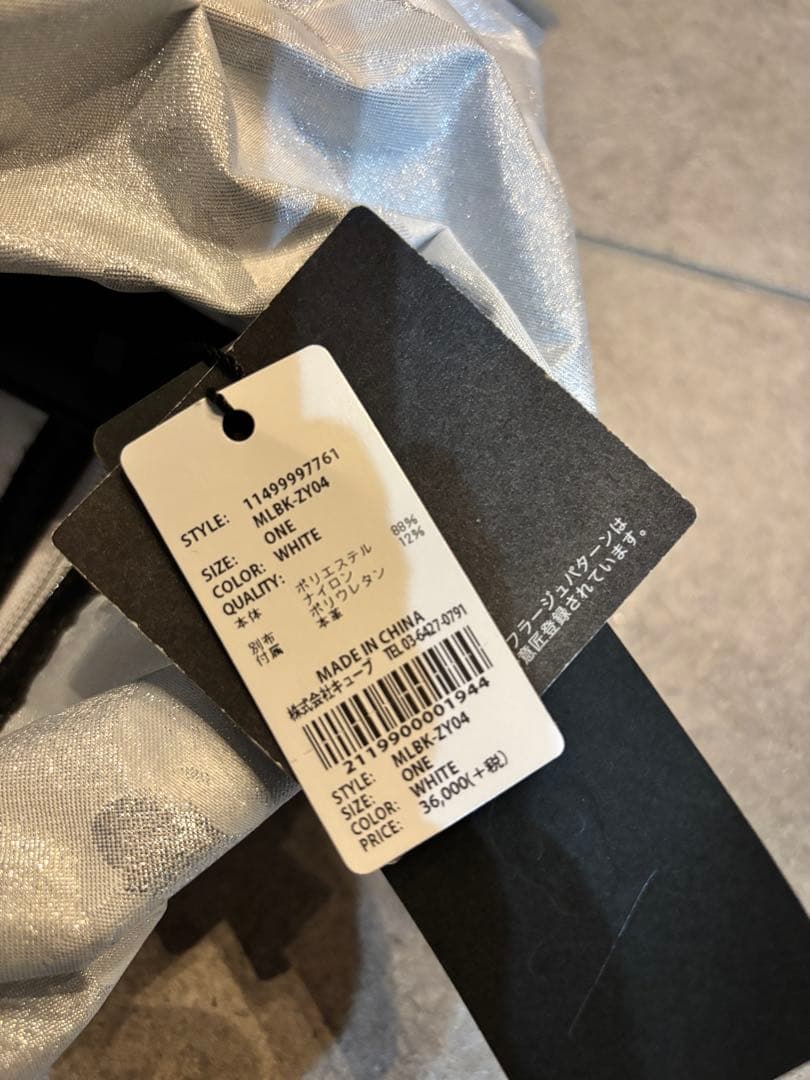 11499997761
STYLE: MLBK-ZY04
SIZE: ONE
COLOR: WHITE
QUALITY:
本体 ポリエステル 88%
ナイロン 12%
別布 ポリウレタン
付属 本革
MADE IN CHINA
株式会社キューブ TEL.03-6427-0791
2119900001944
STYLE: MLBK-ZY04
SIZE: ONE
COLOR: WHITE
PRICE: 36,000(+税)
フラージュパターンは
意匠登録されています。